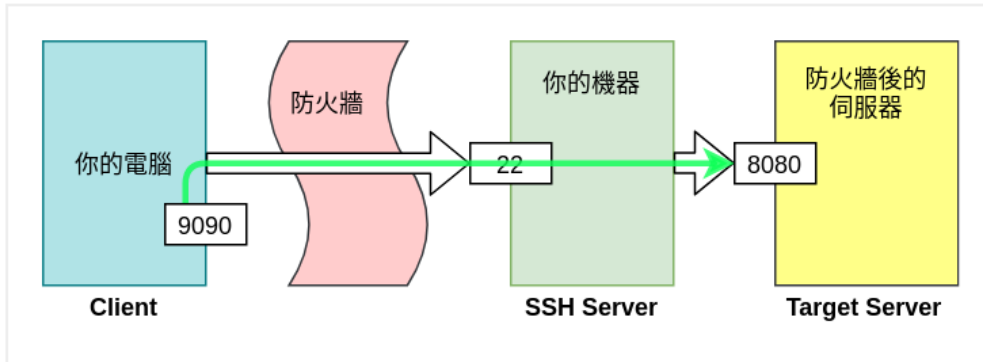 你的電腦
9090
Client
防火牆
22
你的機器
SSH Server
防火牆後的
伺服器
8080
Target Server